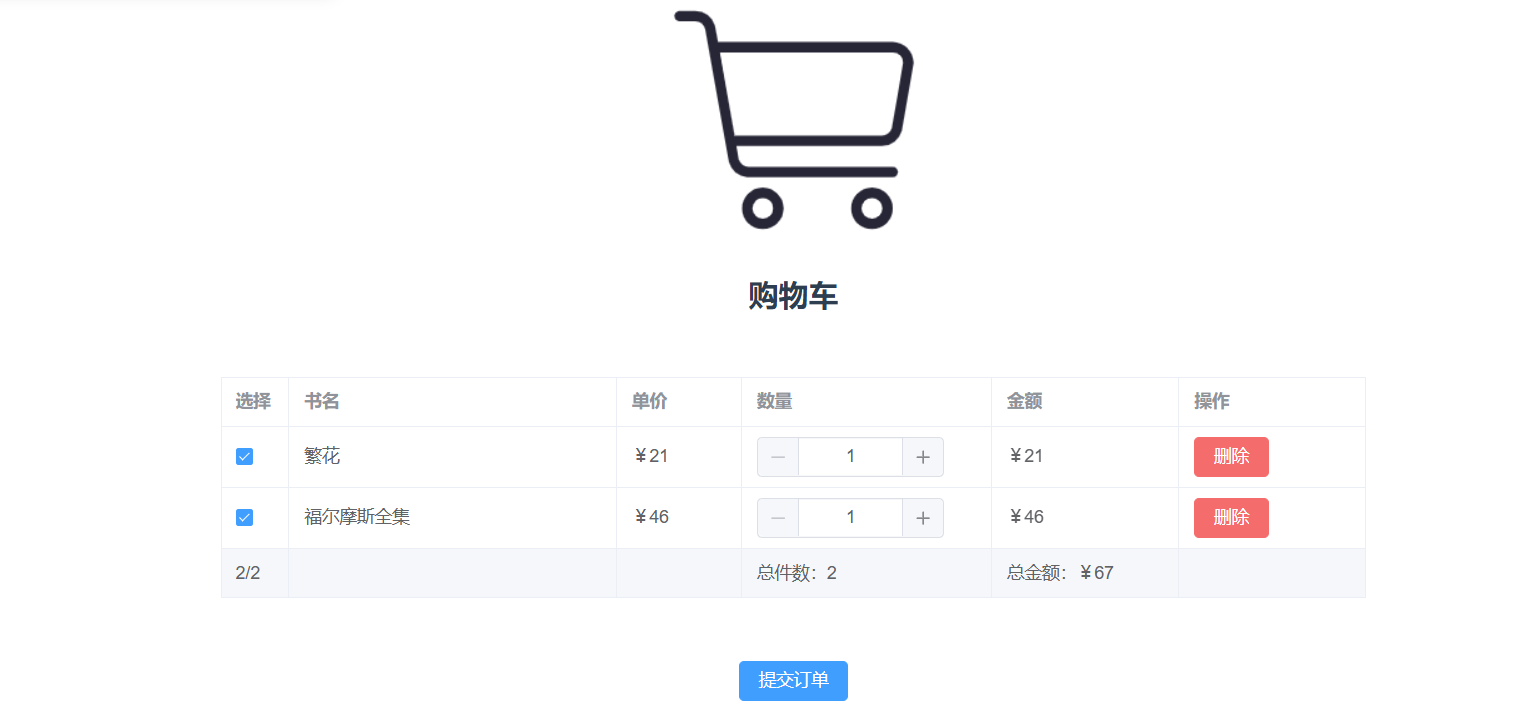 购物车
选择 书名 单价 数量 金额 操作
繁花 ￥21 1 ￥21 删除
福尔摩斯全集 ￥46 1 ￥46 删除
2/2 总件数：2 总金额：￥67
提交订单